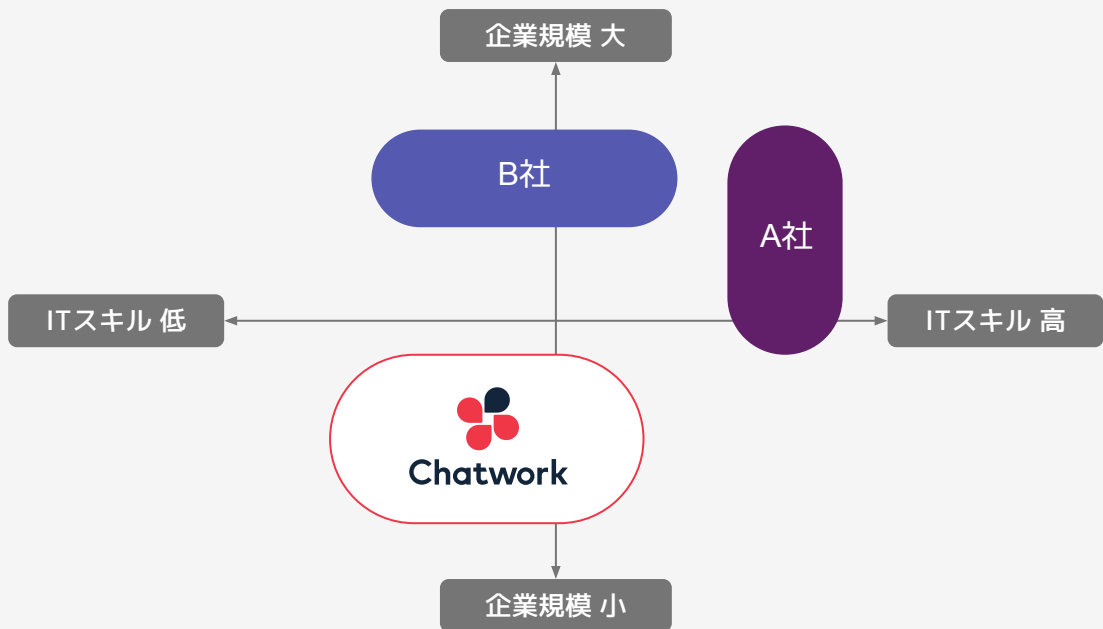 企業規模 大
B社
A社
ITスキル 低
ITスキル 高
Chatwork
企業規模 小